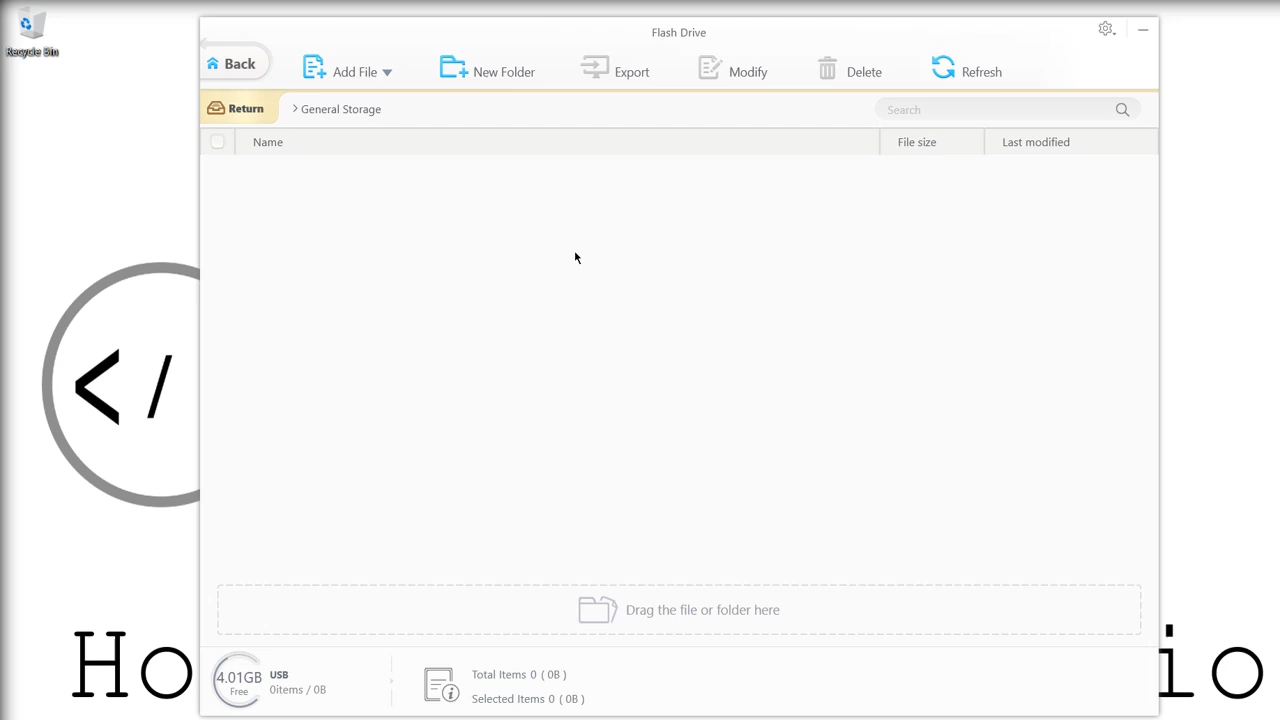 Recycle Bin
Flash Drive
Back
Add File
New Folder
Export
Modify
Delete
Refresh
Return
> General Storage
Search
Name
File size
Last modified
</
Drag the file or folder here
Ho
io
4.01GB
Free
USB
0items / 0B
Total Items 0 ( 0B )
Selected Items 0 ( 0B )